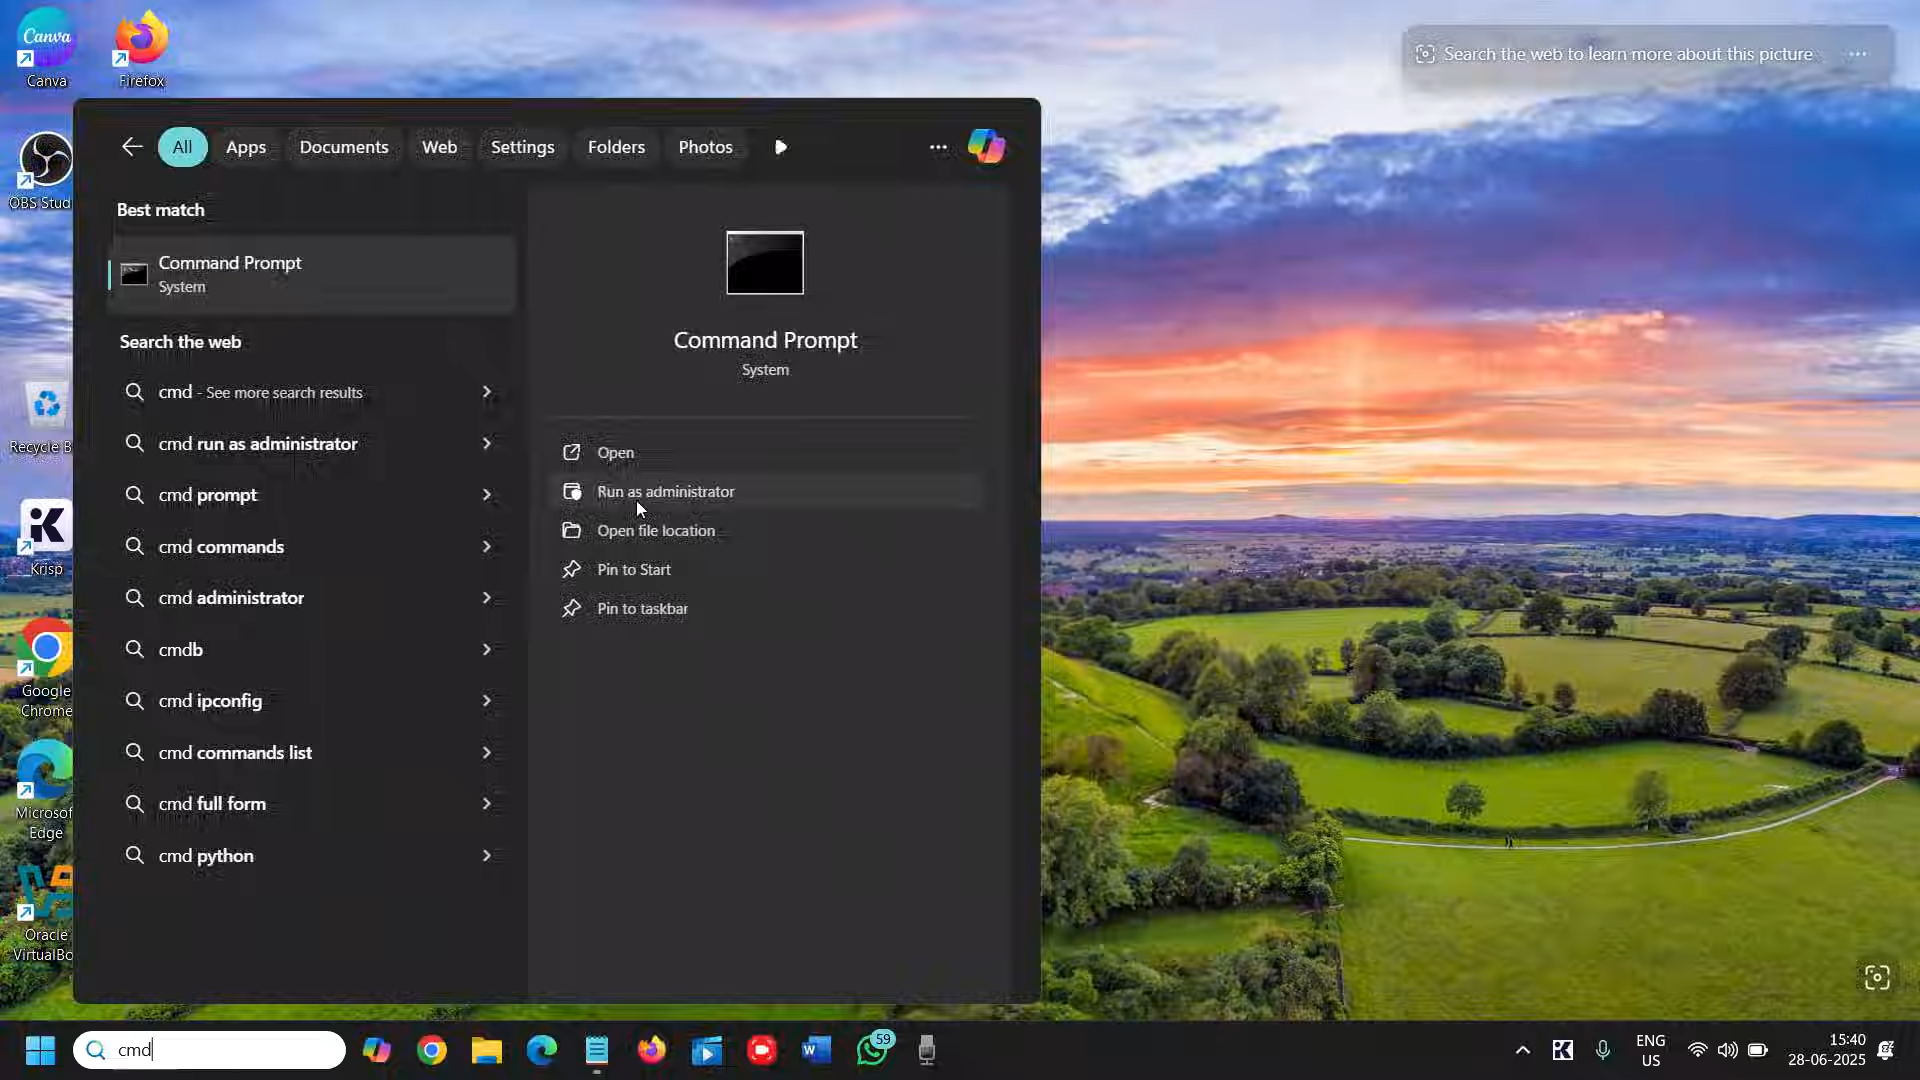 Canva
Canva
Firefox
Search the web to learn more about this picture
All
Apps
Documents
Web
Settings
Folders
Photos
OBS Stud
Best match
Command Prompt
System
Search the web
cmd - See more search results
cmd run as administrator
cmd prompt
cmd commands
cmd administrator
cmdb
cmd ipconfig
cmd commands list
cmd full form
cmd python
Command Prompt
System
Open
Run as administrator
Open file location
Pin to Start
Pin to taskbar
Recycle B
Krisp
Google
Chrome
Microsof
Edge
Oracle
VirtualBo
cmd
W
59
ENG
US
15:40
28-06-2025